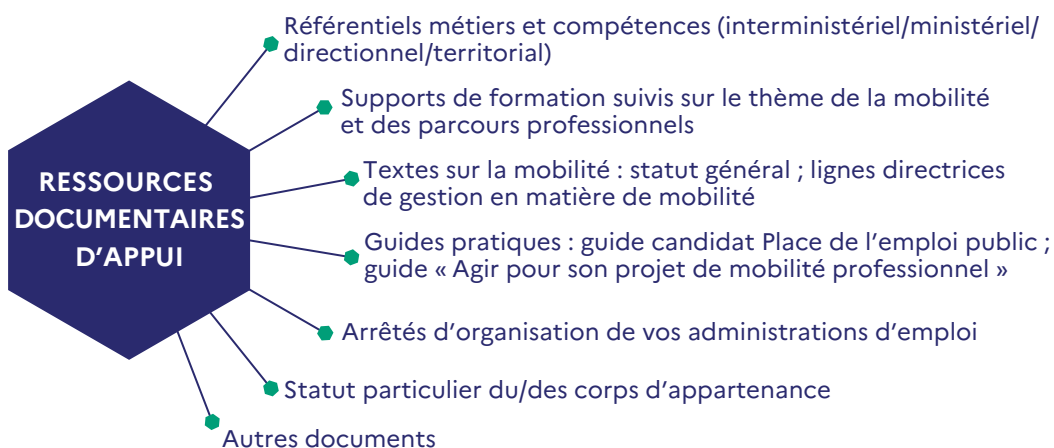 Référentiels métiers et compétences (interministériel/ministériel/
directionnel/territorial)
Supports de formation suivis sur le thème de la mobilité
et des parcours professionnels
RESSOURCES
DOCUMENTAIRES
D'APPUI
Textes sur la mobilité : statut général ; lignes directrices
de gestion en matière de mobilité
Guides pratiques : guide candidat Place de l'emploi public ;
guide « Agir pour son projet de mobilité professionnel »
Arrêtés d'organisation de vos administrations d'emploi
Statut particulier du/des corps d'appartenance
Autres documents